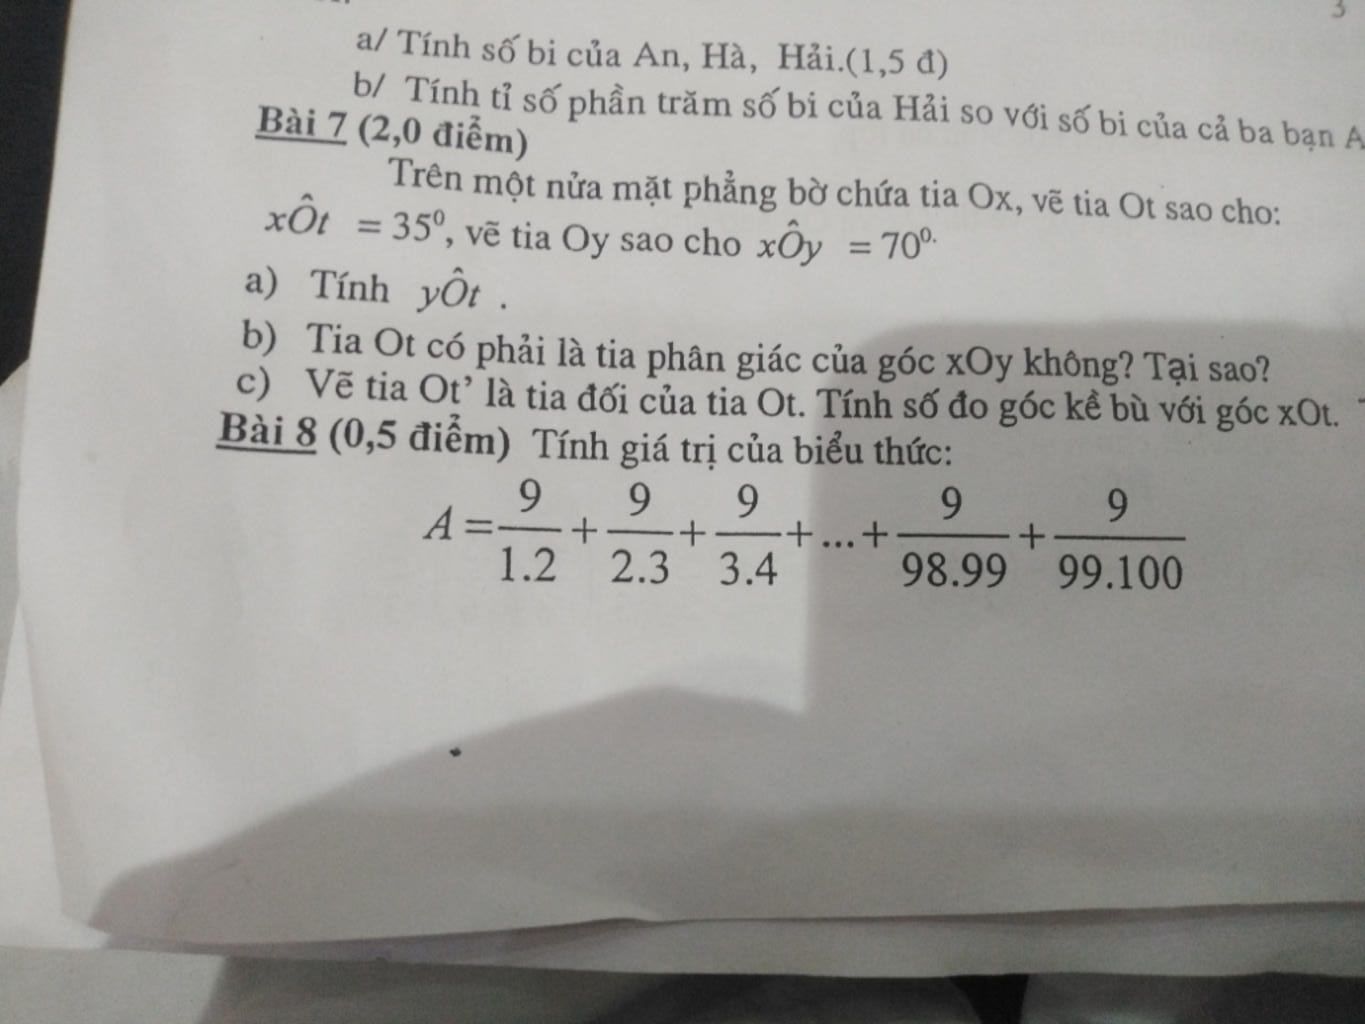 3
a/ Tính số bi của An, Hà, Hải.(1,5 đ)
b/ Tính tỉ số phần trăm số bi của Hải so với số bi của cả ba bạn A
Bài 7 (2,0 điểm)
Trên một nửa mặt phẳng bờ chứa tia Ox, vẽ tia Ot sao cho:
xÔt = 35⁰, vẽ tia Oy sao cho xÔy = 70⁰·
a) Tính yÔt .
b) Tia Ot có phải là tia phân giác của góc xOy không? Tại sao?
c) Vẽ tia Ot’ là tia đối của tia Ot. Tính số đo góc kề bù với góc xOt.
Bài 8 (0,5 điểm) Tính giá trị của biểu thức:
A = 9/1.2 + 9/2.3 + 9/3.4 + ... + 9/98.99 + 9/99.100